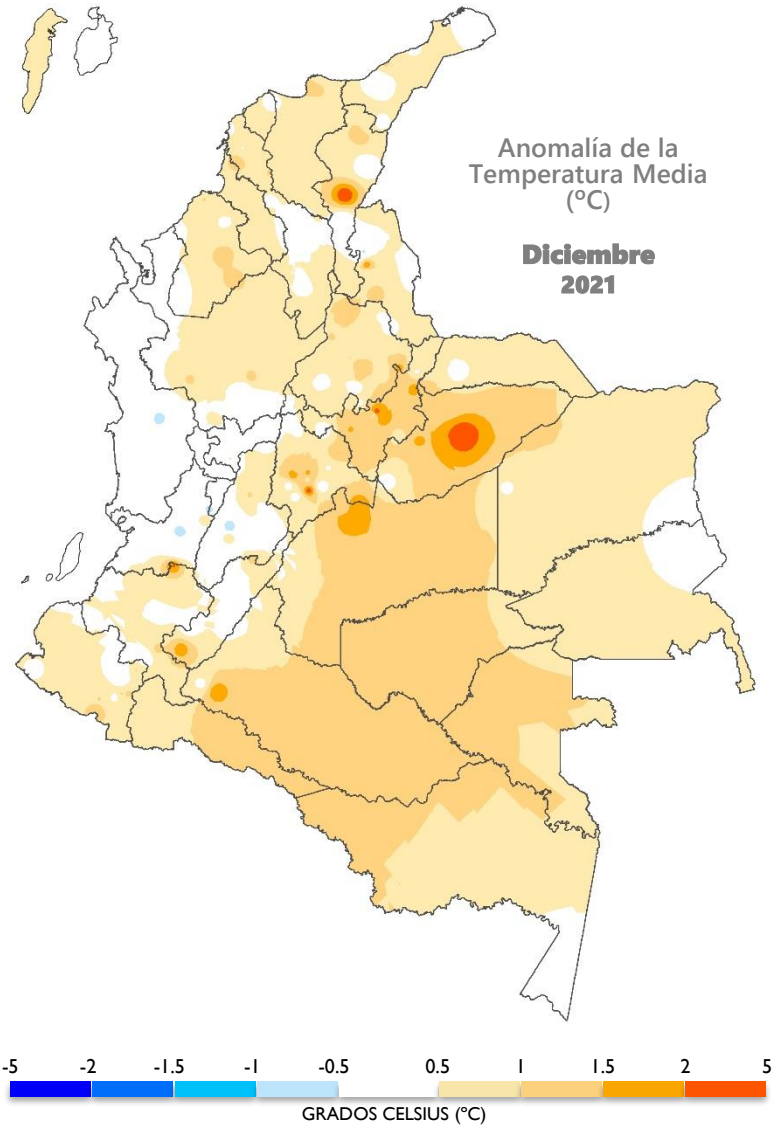 Anomalía de la
Temperatura Media
(ºC)
Diciembre
2021
-5 -2 -1.5 -1 -0.5 0.5 1 1.5 2 5
GRADOS CELSIUS (ºC)